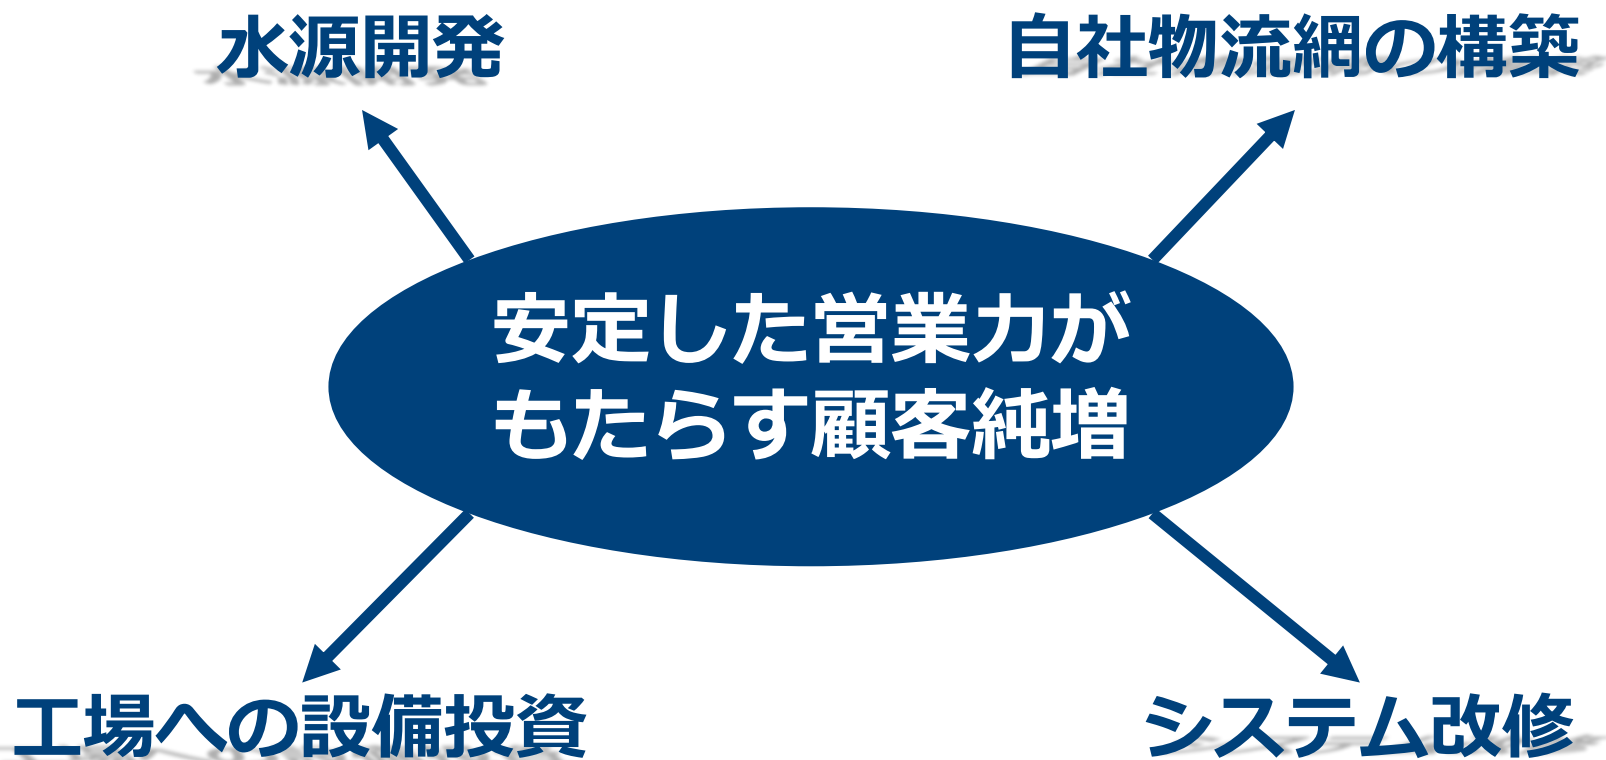 水源開発
自社物流網の構築
安定した営業力が
もたらす顧客純増
工場への設備投資
システム改修